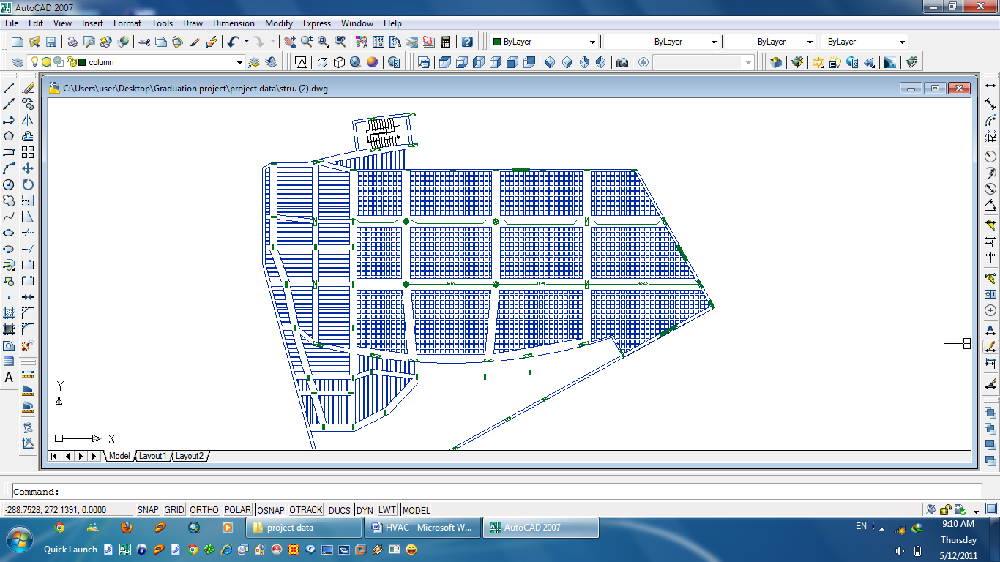 AutoCAD 2007
File Edit View Insert Format Tools Draw Dimension Modify Express Window Help
ByLayer ByLayer ByLayer ByLayer
column
C:\Users\user\Desktop\Graduation project\project data\stru. (2).dwg
Y
X
Model Layout1 Layout2
Command:
-288.7528, 272.1391, 0.0000 SNAP GRID ORTHO POLAR OSNAP OTRACK DUCS DYN LWT MODEL
project data HVAC - Microsoft W... AutoCAD 2007 EN 9:10 AM
Thursday
Quick Launch 5/12/2011